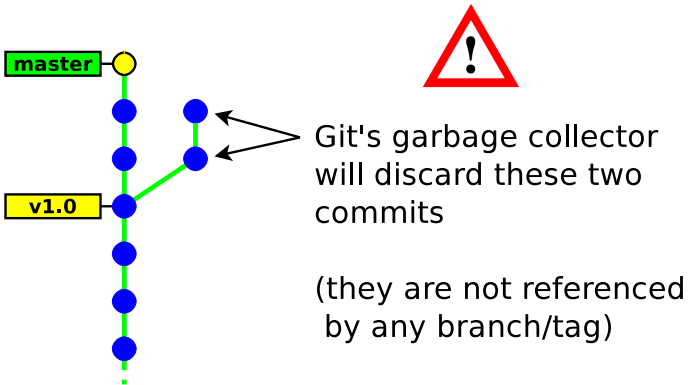 !
master
Git's garbage collector
will discard these two
commits
v1.0
(they are not referenced
by any branch/tag)